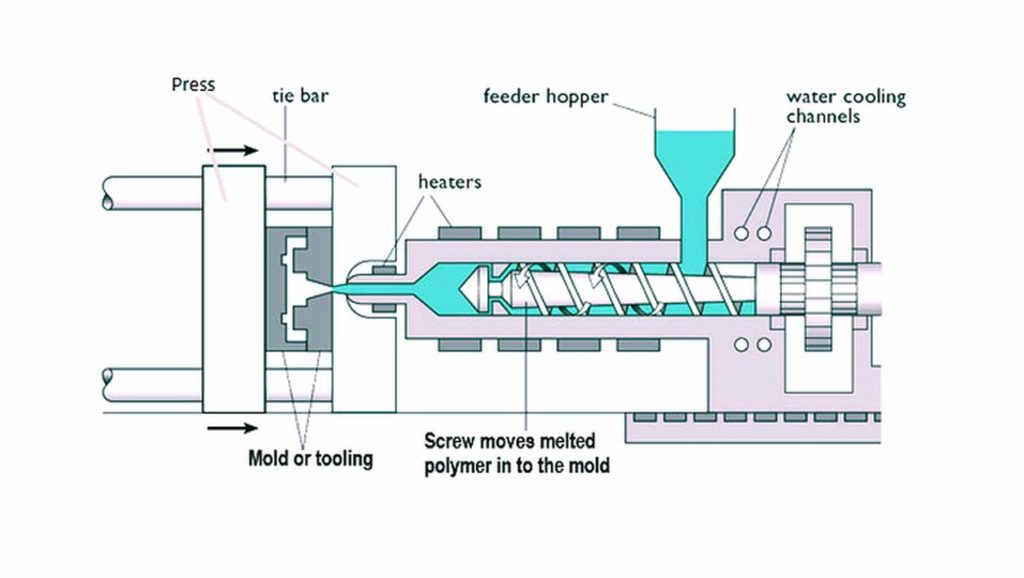 Press
tie bar
feeder hopper
water cooling
channels
heaters
Mold or tooling
Screw moves melted
polymer in to the mold